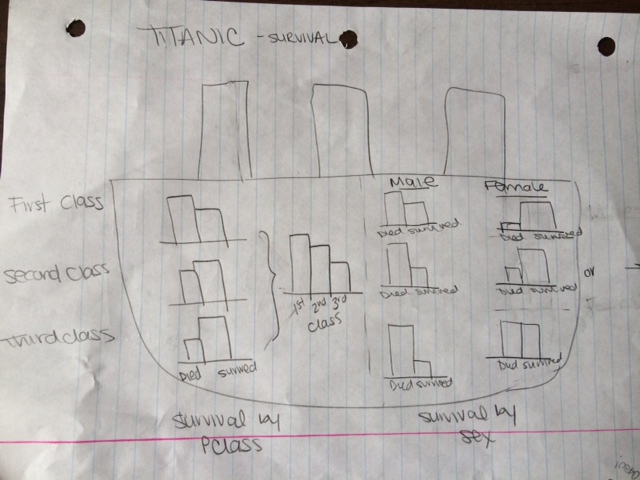 TITANIC - SURVIVAL
Male Female
First Class
Died survived Died survived
Second Class
1st 2nd 3rd
Class
Died survived Died survived
or
Third class
Died survived
Died survived Died survived
survival by
Pclass
survival by
sex